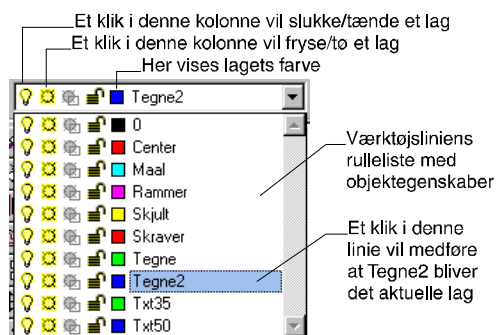 Et klik i denne kolonne vil slukke/tænde et lag
Et klik i denne kolonne vil fryse/tø et lag
Her vises lagets farve
Tegne2
0
Center
Maal
Rammer
Skjult
Skraver
Tegne
Tegne2
Txt35
Txt50
Værktøjsliniens
rulleliste med
objektegenskaber
Et klik i denne
linie vil medføre
at Tegne2 bliver
det aktuelle lag